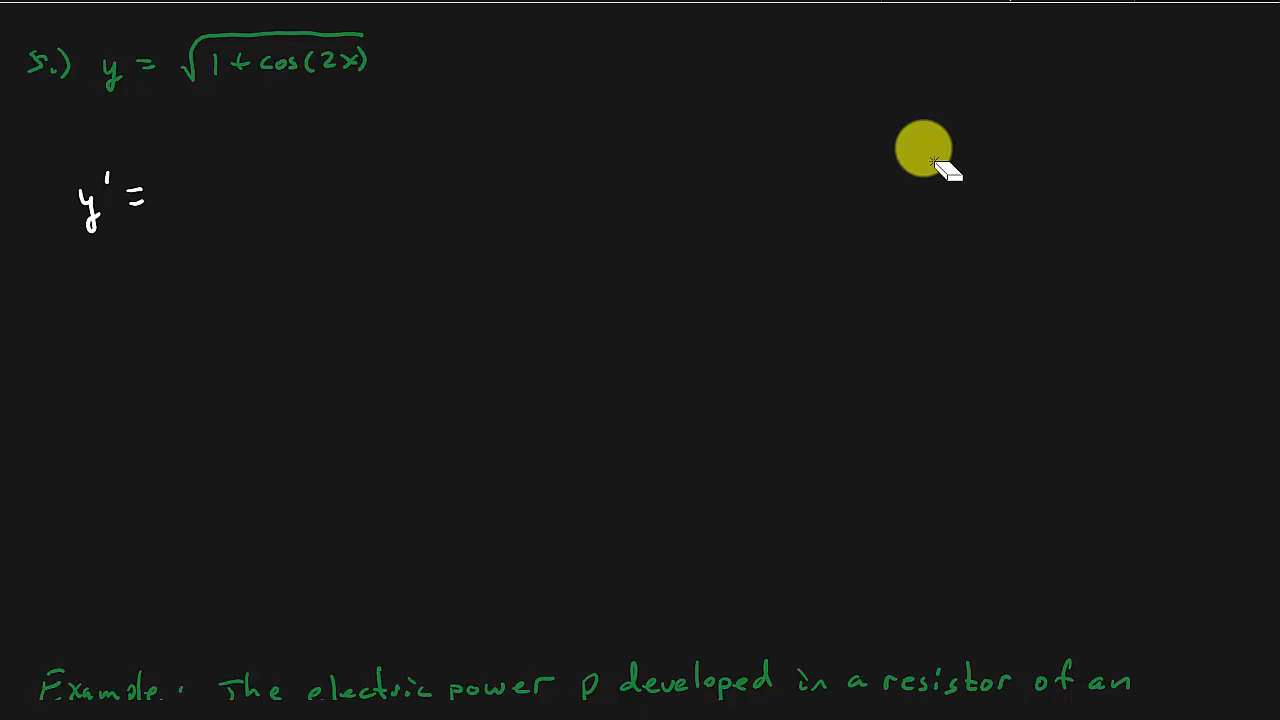 5.) y = √(1 + cos(2x))
y' =
Example. The electric power p developed in a resistor of an